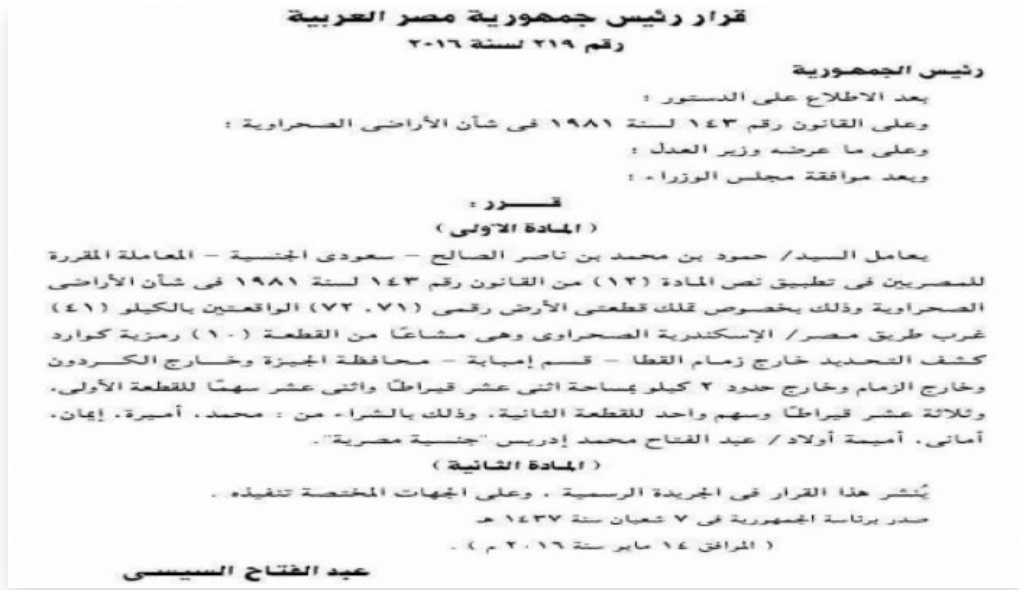 قرار رئيس جمهورية مصر العربية
رقم ٢١٩ لسنة ٢٠١٦
رئيس الجمهورية
بعد الاطلاع على الدستور ؛
وعلى القانون رقم ١٤٣ لسنة ١٩٨١ فى شأن الأراضى الصحراوية ؛
وعلى ما عرضه وزير العدل ؛
وبعد موافقة مجلس الوزراء ؛
قـــــرر :
( المادة الأولى )
يعامل السيد/ حمود بن محمد بن ناصر الصالح - سعودى الجنسية - المعاملة المقررة
للمصريين فى تطبيق نص المادة (١٢) من القانون رقم ١٤٣ لسنة ١٩٨١ فى شأن الأراضى
الصحراوية وذلك بخصوص تملك قطعتى الأرض رقمى (٧١، ٧٢) الواقعتين بالكيلو (٤١)
غرب طريق مصر/ الإسكندرية الصحراوى وهى مشاعًا من القطعة (١٠) رمزية كوارد
كشف التحديد خارج زمام القطا - قسم إمبابة - محافظة الجيزة وخارج الكردون
وخارج الزمام وخارج حدود ٢ كيلو بمساحة اثنى عشر قيراطًا واثنى عشر سهمًا للقطعة الأولى،
وثلاثة عشر قيراطًا وسهم واحد للقطعة الثانية، وذلك بالشراء من : محمد، أميرة، إيمان،
أمانى، أميمة أولاد/ عبد الفتاح محمد إدريس "جنسية مصرية".
( المادة الثانية )
يُنشر هذا القرار فى الجريدة الرسمية ، وعلى الجهات المختصة تنفيذه .
صدر برئاسة الجمهورية فى ٧ شعبان سنة ١٤٣٧ هـ
( الموافق ١٤ مايو سنة ٢٠١٦ م ) .
عبد الفتاح السيسى